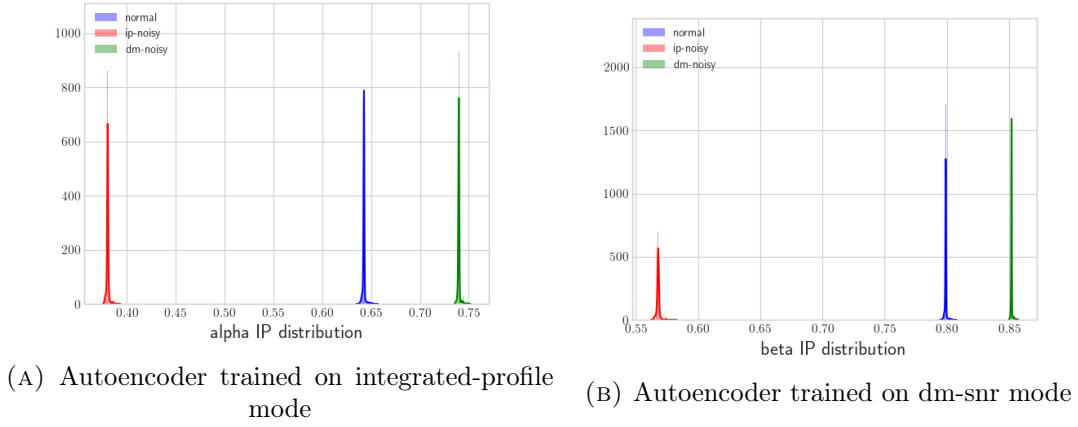 normal
ip-noisy
dm-noisy
1000
800
600
400
200
0
0.40 0.45 0.50 0.55 0.60 0.65 0.70 0.75
alpha IP distribution
(A) Autoencoder trained on integrated-profile
mode
normal
ip-noisy
dm-noisy
2000
1500
1000
500
0
0.55 0.60 0.65 0.70 0.75 0.80 0.85
beta IP distribution
(B) Autoencoder trained on dm-snr mode